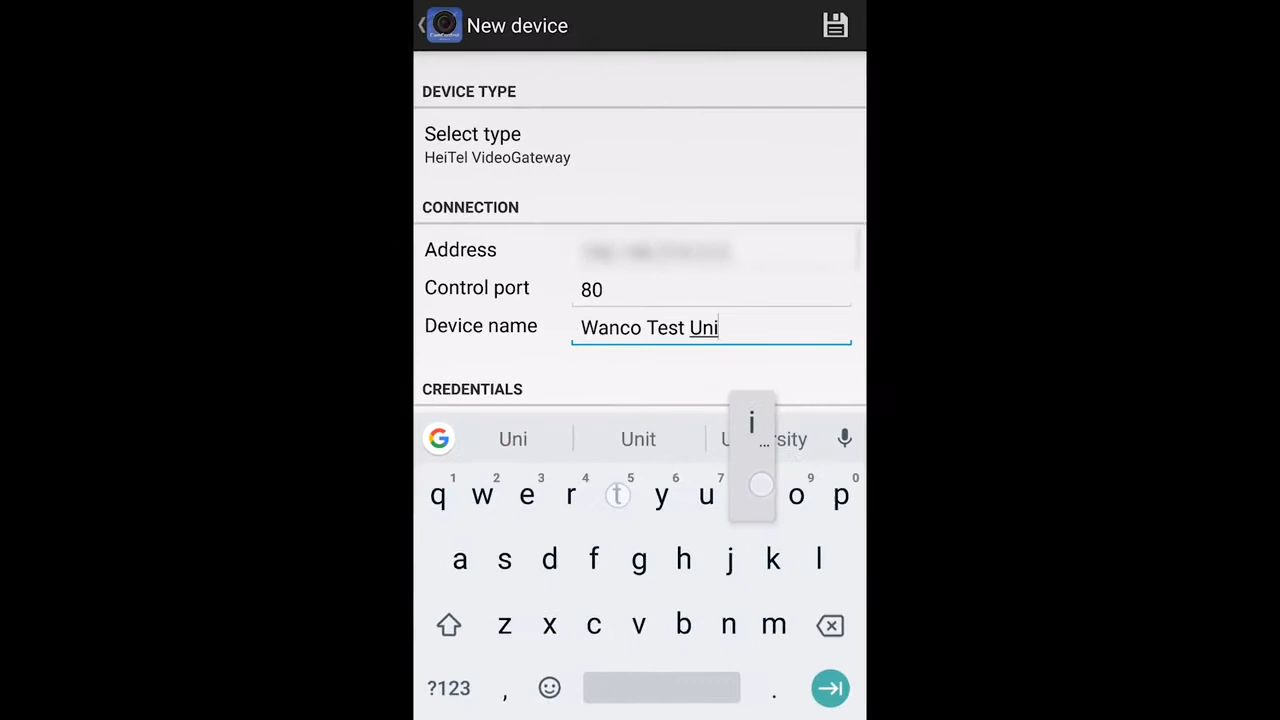 New device
DEVICE TYPE
Select type
HeiTel VideoGateway
CONNECTION
Address
Control port 80
Device name Wanco Test Uni
CREDENTIALS
i
...
Uni Unit
1 2 3 4 5 6 7 9 0
q w e r t y u o p
a s d f g h j k l
z x c v b n m
?123 , .